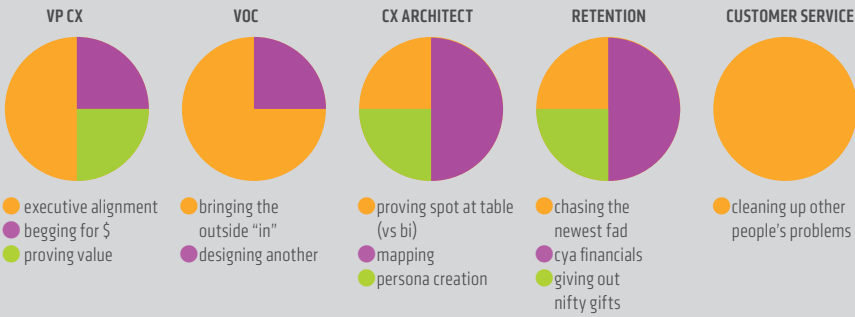 VP CX
executive alignment
begging for $
proving value
VOC
bringing the
outside “in”
designing another
CX ARCHITECT
proving spot at table
(vs bi)
mapping
persona creation
RETENTION
chasing the
newest fad
cya financials
giving out
nifty gifts
CUSTOMER SERVICE
cleaning up other
people's problems